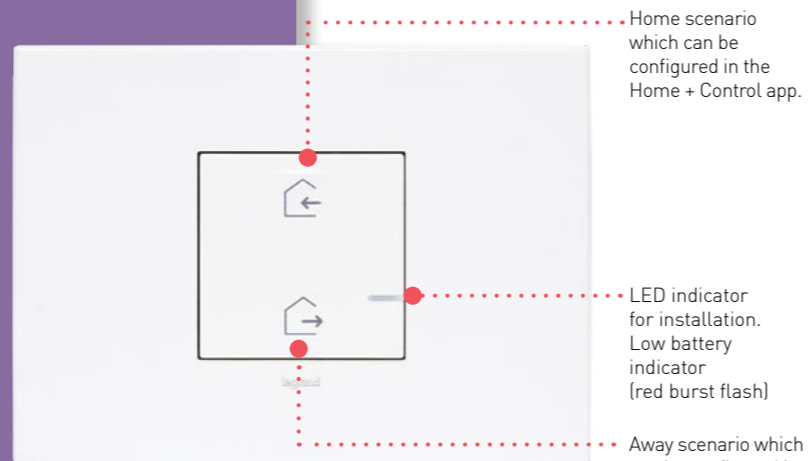 Home scenario
which can be
configured in the
Home + Control app.
LED indicator
for installation.
Low battery
indicator
(red burst flash)
legrand
Away scenario which